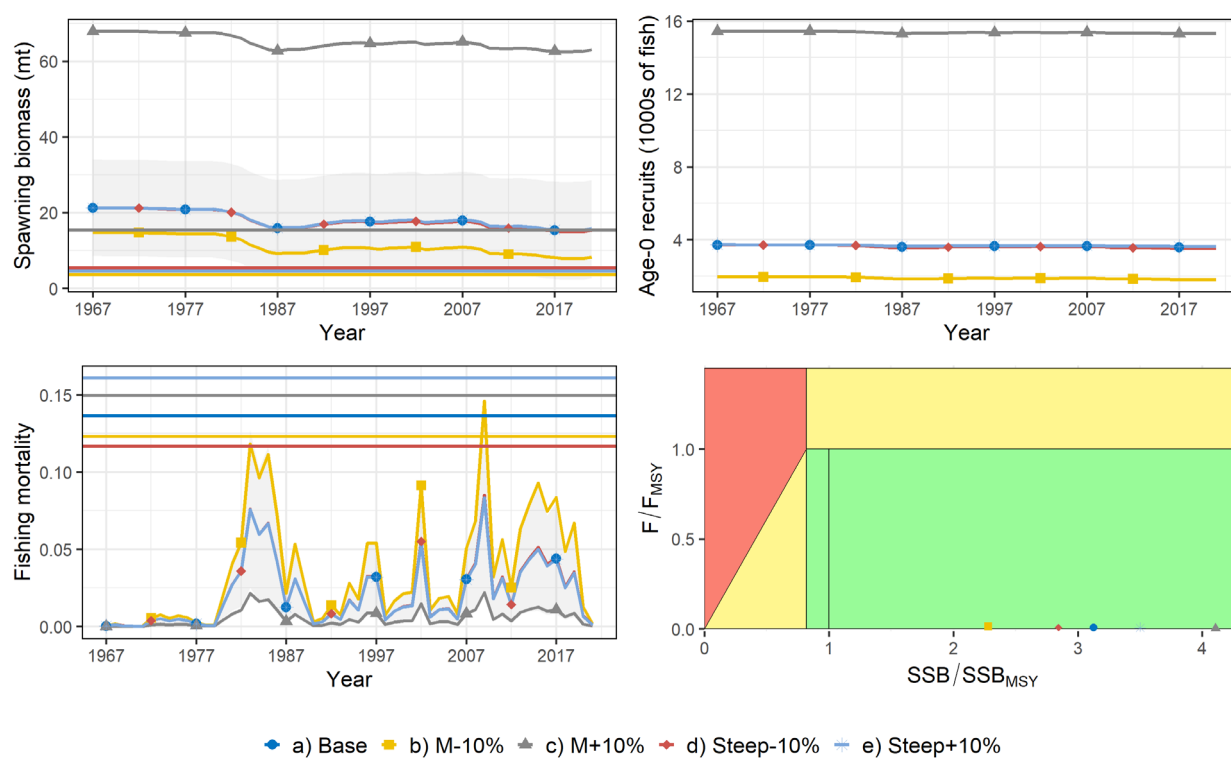 Spawning biomass (mt)
60
40
20
0
1967 1977 1987 1997 2007 2017
Year
Age-0 recruits (1000s of fish)
16
12
8
4
1967 1977 1987 1997 2007 2017
Year
Fishing mortality
0.15
0.10
0.05
0.00
1967 1977 1987 1997 2007 2017
Year
F/FMSY
1.0
0.5
0.0
0 1 2 3 4
SSB/SSBMSY
a) Base b) M-10% c) M+10% d) Steep-10% e) Steep+10%